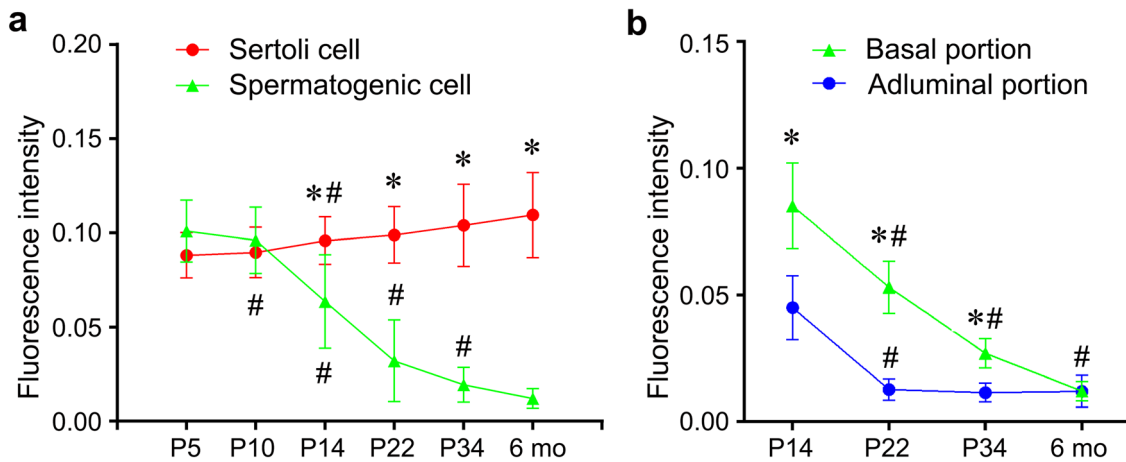 a
0.20
0.15
0.10
0.05
0.00
Fluorescence intensity
Sertoli cell
Spermatogenic cell
*# * * *
# # # #
P5 P10 P14 P22 P34 6 mo
b
0.15
0.10
0.05
0.00
Fluorescence intensity
Basal portion
Adluminal portion
*
*#
*#
# #
P14 P22 P34 6 mo